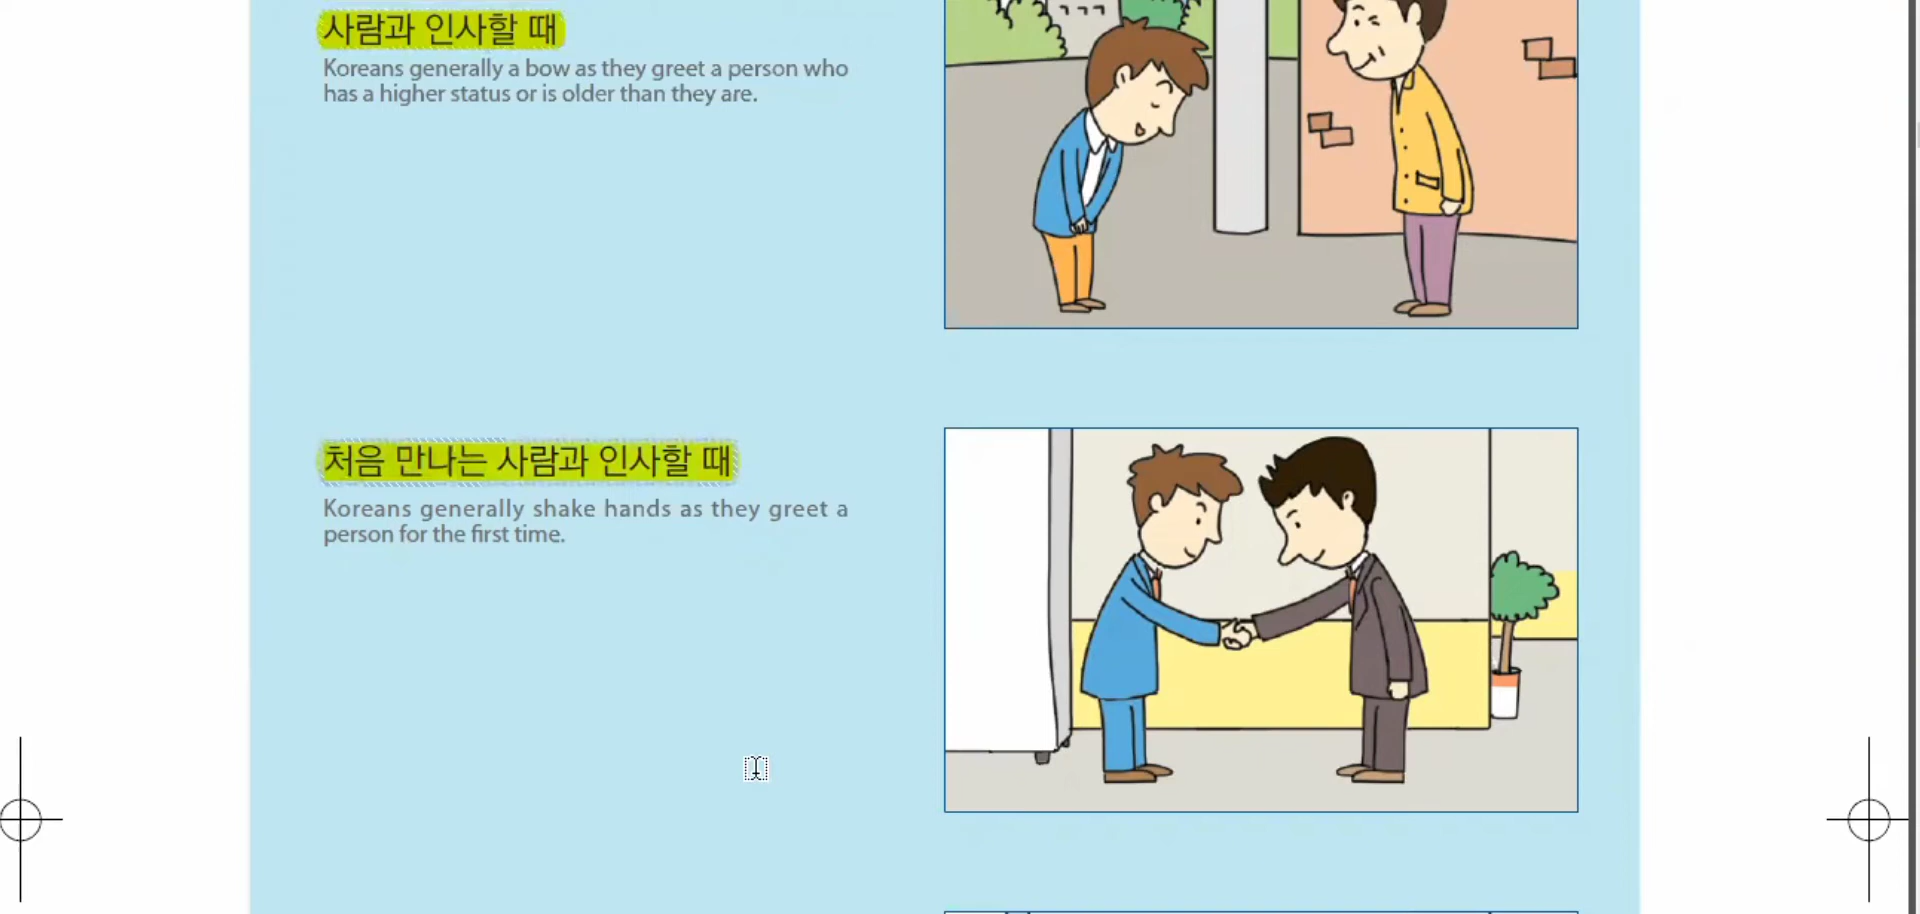 사람과 인사할 때
Koreans generally a bow as they greet a person who
has a higher status or is older than they are.
처음 만나는 사람과 인사할 때
Koreans generally shake hands as they greet a
person for the first time.